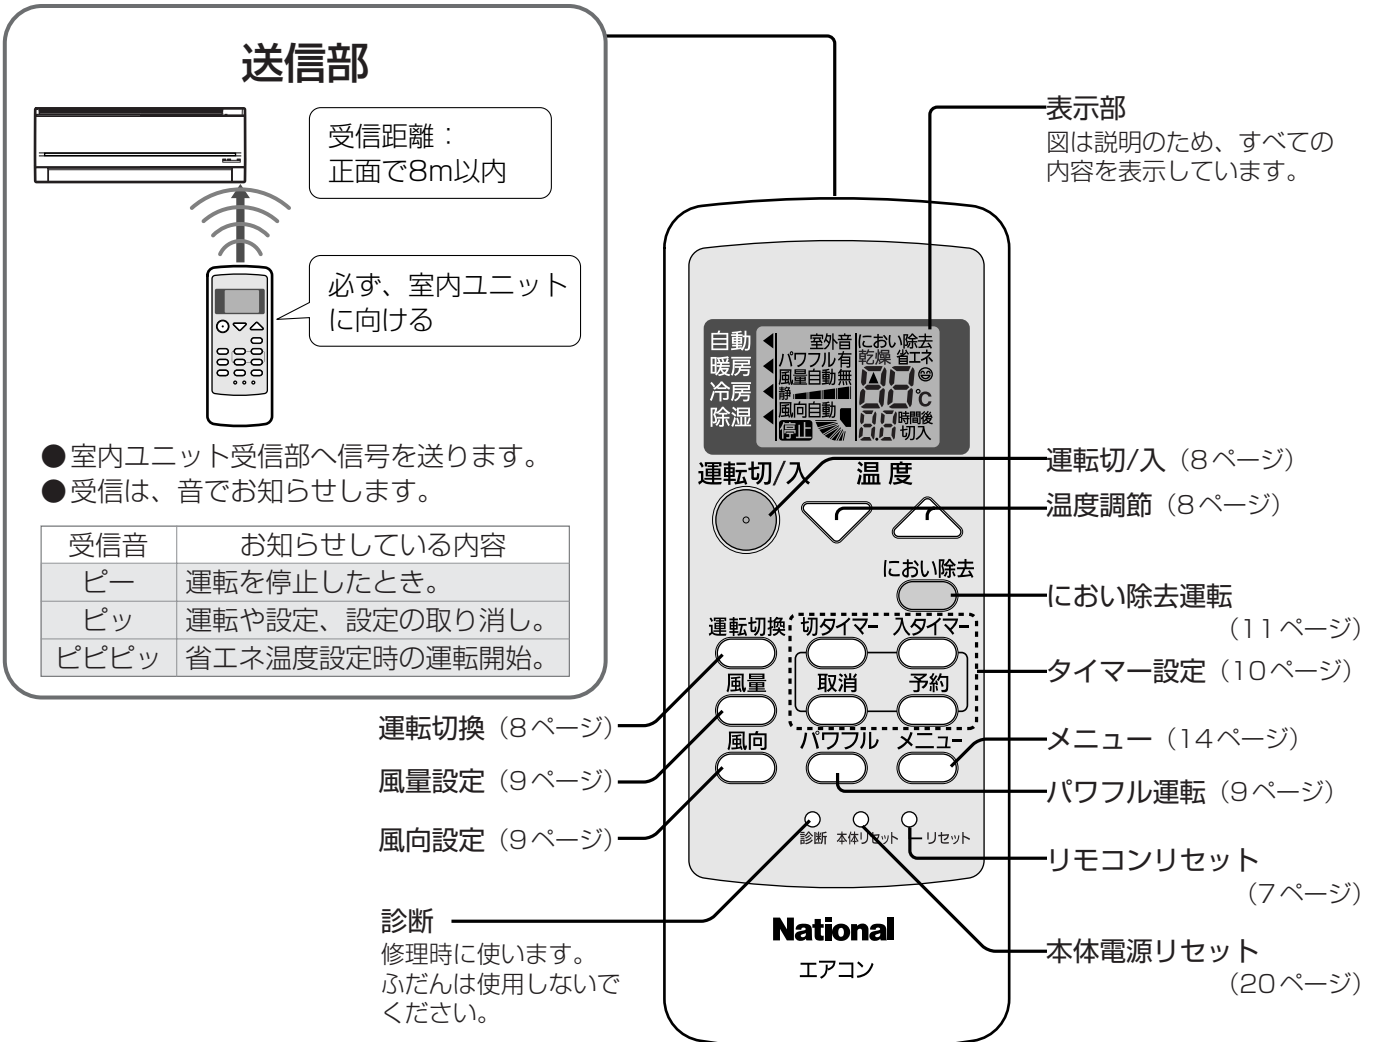 送信部
受信距離：
正面で8m以内
必ず、室内ユニット
に向ける
●室内ユニット受信部へ信号を送ります。
●受信は、音でお知らせします。
受信音 お知らせしている内容
ピー 運転を停止したとき。
ピッ 運転や設定、設定の取り消し。
ピピピッ 省エネ温度設定時の運転開始。
表示部
図は説明のため、すべての
内容を表示しています。
自動
暖房
冷房
除湿
室外音 におい除去
パワフル有 乾燥 省エネ
風量自動無
静
℃
風向自動
時間後
停止
切入
8.8
88
運転切/入 温度
におい除去
運転切換 切タイマー 入タイマー
風量 取消 予約
風向 パワフル メニュー
診断 本体リセット リセット
National
エアコン
運転切/入（8ページ）
温度調節（8ページ）
におい除去運転
（11ページ）
タイマー設定（10ページ）
メニュー（14ページ）
パワフル運転（9ページ）
リモコンリセット
（7ページ）
本体電源リセット
（20ページ）
運転切換（8ページ）
風量設定（9ページ）
風向設定（9ページ）
診断
修理時に使います。
ふだんは使用しないで
ください。